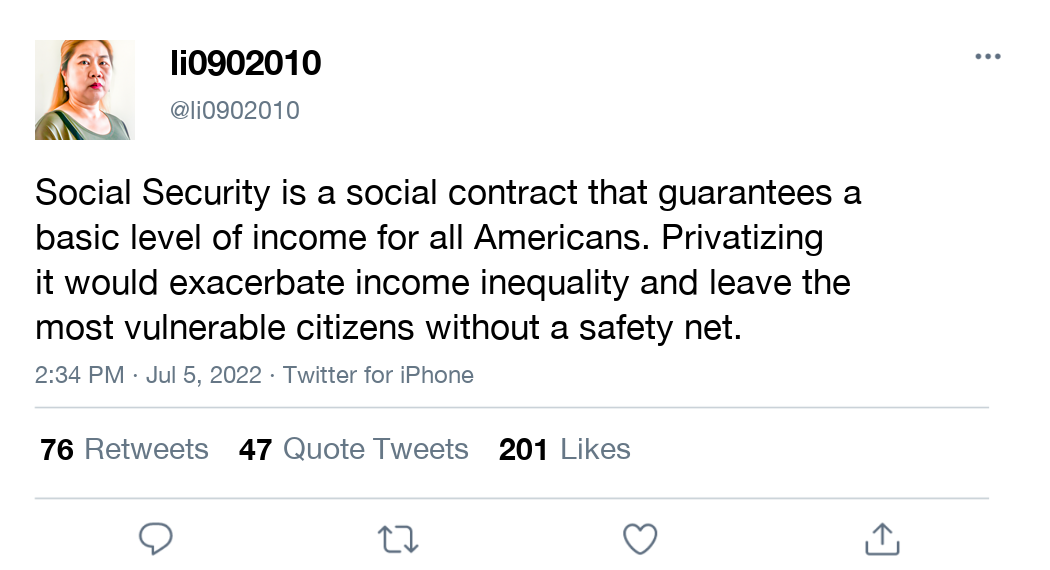 li0902010
@li0902010
Social Security is a social contract that guarantees a
basic level of income for all Americans. Privatizing
it would exacerbate income inequality and leave the
most vulnerable citizens without a safety net.
2:34 PM · Jul 5, 2022 · Twitter for iPhone
76 Retweets 47 Quote Tweets 201 Likes